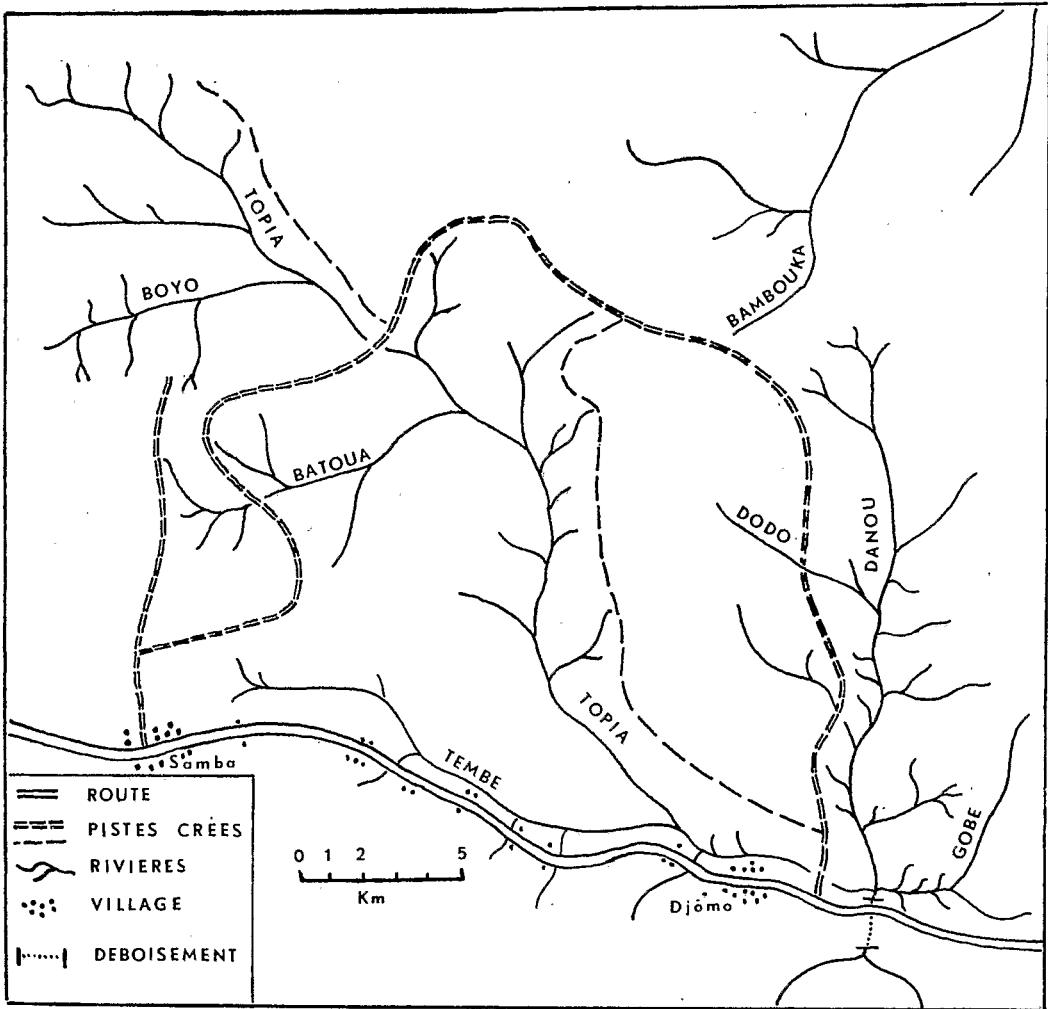 TOPIA
BOYO
BAMBOUKA
BATOUA
DODO
DANOU
TOPIA
TEMBE
GOBE
Samba
Djomo
ROUTE
PISTES CRÉES
RIVIERES
VILLAGE
DEBOISEMENT
0 1 2 5
Km